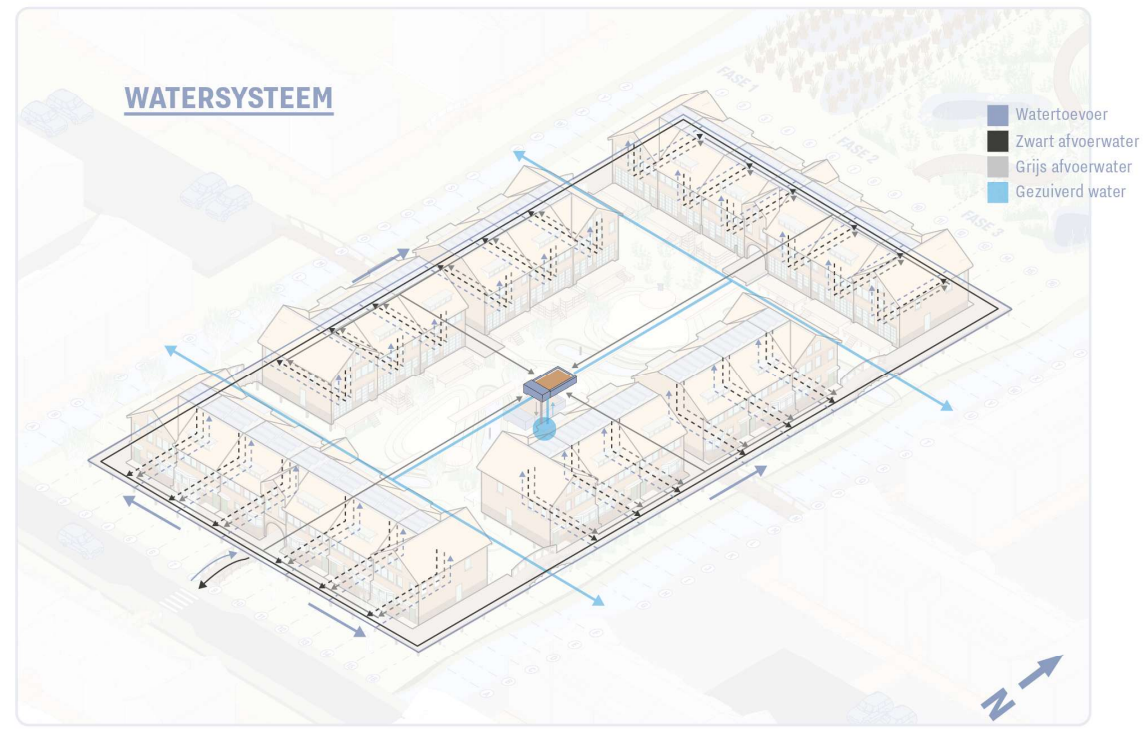 WATERSYSTEEM
FASE 1
FASE 2
FASE 3
Watertoevoer
Zwart afvoerwater
Grijs afvoerwater
Gezuiverd water
N